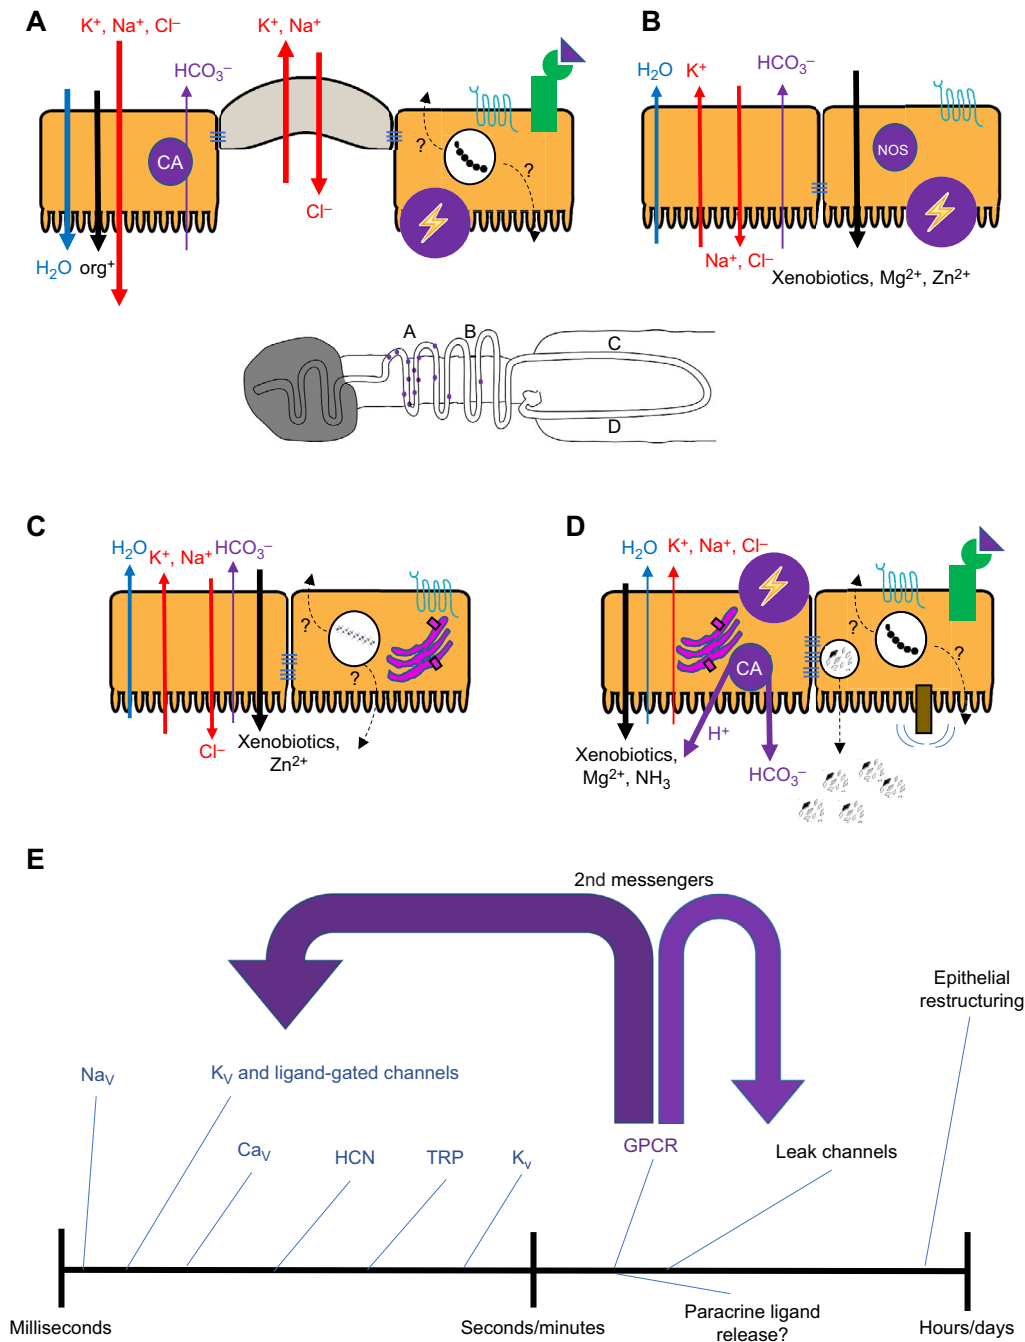 A
K⁺, Na⁺, Cl⁻
K⁺, Na⁺
HCO₃⁻
CA
?
?
Cl⁻
H₂O
org⁺
B
H₂O
K⁺
HCO₃⁻
NOS
Na⁺, Cl⁻
Xenobiotics, Mg²⁺, Zn²⁺
A
B
C
D
C
H₂O
K⁺, Na⁺
HCO₃⁻
?
?
Cl⁻
Xenobiotics,
Zn²⁺
D
H₂O
K⁺, Na⁺, Cl⁻
CA
?
?
H⁺
Xenobiotics,
Mg²⁺, NH₃
HCO₃⁻
E
2nd messengers
Epithelial
restructuring
Naᵥ
Kᵥ and ligand-gated channels
Caᵥ
HCN
TRP
Kᵥ
GPCR
Leak channels
Milliseconds
Seconds/minutes
Paracrine ligand
release?
Hours/days